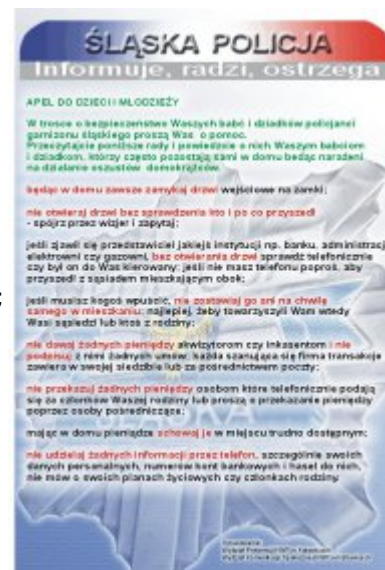 ;
ŚLĄSKA POLICJA
Informuje, radzi, ostrzega
APEL DO DZIECI I MŁODZIEŻY
W trosce o bezpieczeństwo Waszych babć i dziadków policjanci
garnizonu śląskiego proszą Was o pomoc.
Przeczytajcie poniższe rady i powiedzcie o nich Waszym babciom
i dziadkom, którzy często pozostają sami w domu będąc narażeni
na działanie oszustów domokrążców.
będąc w domu zawsze zamykaj drzwi wejściowe na zamki;
nie otwieraj drzwi bez sprawdzenia kto i po co przyszedł
- spójrz przez wizjer i zapytaj;
jeśli zjawił się przedstawiciel jakiejś instytucji np. banku, administracji
elektrowni czy gazowni, bez otwierania drzwi sprawdź telefonicznie
czy był on do Was kierowany; jeśli nie masz telefonu poproś, aby
przyszedł z sąsiadem mieszkającym obok;
jeśli musisz kogoś wpuścić, nie zostawiaj go ani na chwilę
samego w mieszkaniu; najlepiej, żeby towarzyszyli Wam wtedy
Wasi sąsiedzi lub ktoś z rodziny;
nie dawaj żadnych pieniędzy akwizytorom czy inkasentom i nie
podpisuj z nimi żadnych umów; każda szanująca się firma transakcje
zawiera w swojej siedzibie lub za pośrednictwem poczty;
nie przekazuj żadnych pieniędzy osobom które telefonicznie podają
się za członków Waszej rodziny lub proszą o przekazanie pieniędzy
poprzez osoby pośredniczące;
mając w domu pieniądze schowaj je w miejscu trudno dostępnym;
nie udzielaj żadnych informacji przez telefon, szczególnie swoich
danych personalnych, numerów kont bankowych i haseł do nich,
nie mów o swoich planach życiowych czy członkach rodziny